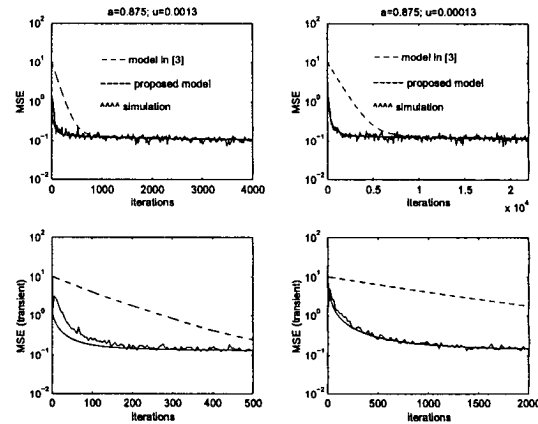 a=0.875; u=0.0013
MSE
10^2
10^1
10^0
10^-1
10^-2
model in [3]
proposed model
simulation
0 1000 2000 3000 4000
iterations
a=0.875; u=0.00013
MSE
10^2
10^1
10^0
10^-1
10^-2
model in [3]
proposed model
simulation
0 0.5 1 1.5 2
x 10^4
iterations
MSE (transient)
10^2
10^1
10^0
10^-1
10^-2
0 100 200 300 400 500
iterations
MSE (transient)
10^2
10^1
10^0
10^-1
10^-2
0 500 1000 1500 2000
iterations